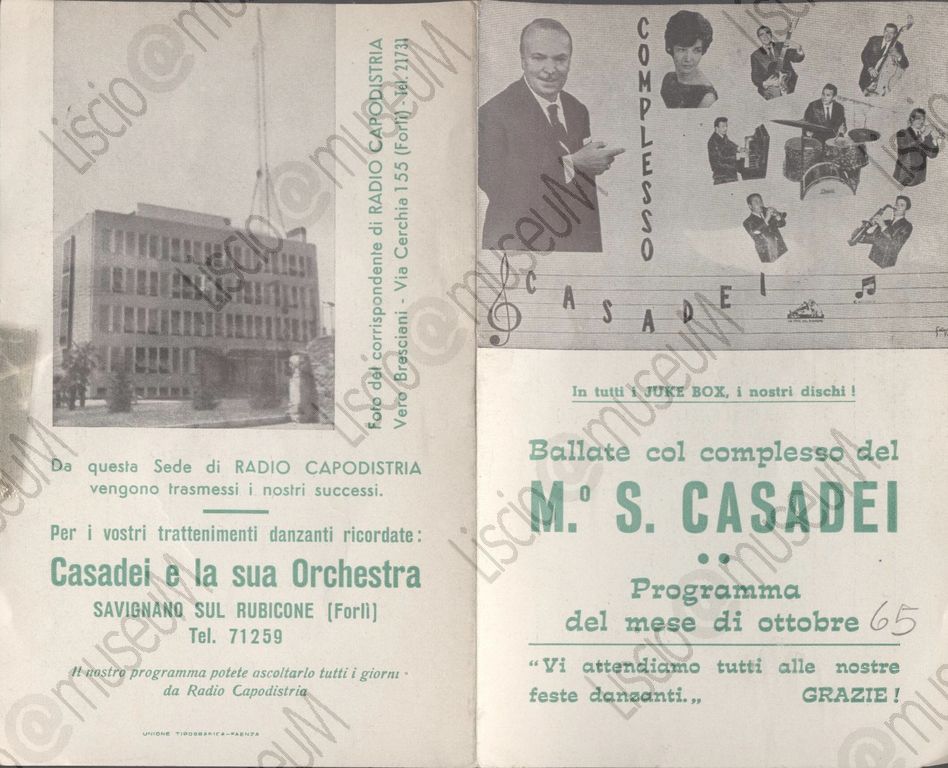 Foto del corrispondente di RADIO CAPODISTRIA
Vero Bresciani - Via Cerchia 155 (Forlì) - Tel. 21731
Da questa Sede di RADIO CAPODISTRIA
vengono trasmessi i nostri successi.
Per i vostri trattenimenti danzanti ricordate:
Casadei e la sua Orchestra
SAVIGNANO SUL RUBICONE (Forlì)
Tel. 71259
Il nostro programma potete ascoltarlo tutti i giorni
da Radio Capodistria
UNIONE TIPOGRAFICA-FAENZA
COMPLESSO
CASADEI
In tutti i JUKE BOX, i nostri dischi!
Ballate col complesso del
M.º S. CASADEI
Programma
del mese di ottobre 65
"Vi attendiamo tutti alle nostre
feste danzanti.„ GRAZIE!
Liscio@museuM